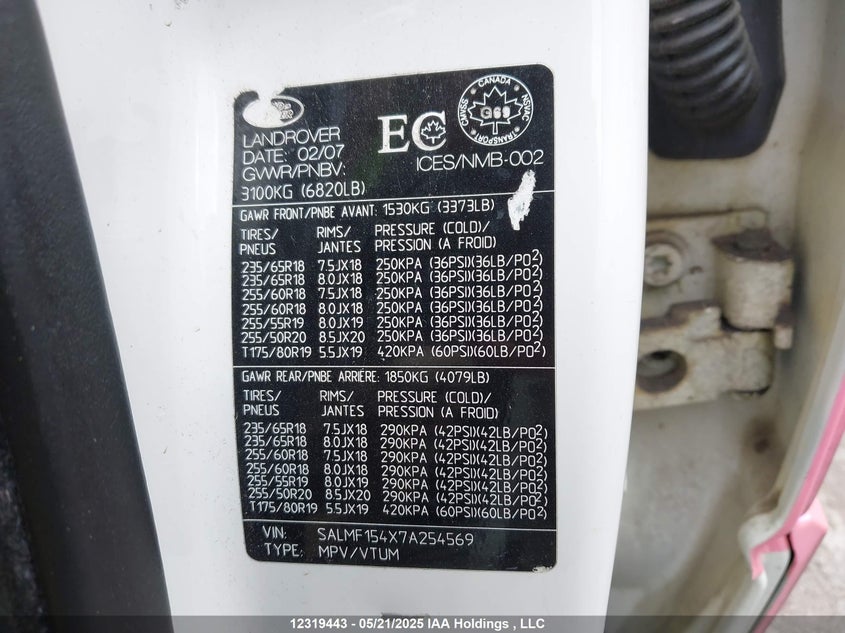 LANDROVER
DATE: 02/07
GVWR/PNBV:
3100KG (6820LB)
EC
ICES/NMB-002
CANADA
NSVAC
TRANSPORT
CMVSS
G69
GAWR FRONT/PNBE AVANT: 1530KG (3373LB)
TIRES/ RIMS/ PRESSURE (COLD)/
PNEUS JANTES PRESSION (A FROID)
235/65R18 7.5JX18 250KPA (36PSI)(36LB/PO²)
235/65R18 8.0JX18 250KPA (36PSI)(36LB/PO²)
255/60R18 7.5JX18 250KPA (36PSI)(36LB/PO²)
255/60R18 8.0JX18 250KPA (36PSI)(36LB/PO²)
255/55R19 8.0JX19 250KPA (36PSI)(36LB/PO²)
255/50R20 8.5JX20 250KPA (36PSI)(36LB/PO²)
T175/80R19 5.5JX19 420KPA (60PSI)(60LB/PO²)
GAWR REAR/PNBE ARRIÈRE: 1850KG (4079LB)
TIRES/ RIMS/ PRESSURE (COLD)/
PNEUS JANTES PRESSION (A FROID)
235/65R18 7.5JX18 290KPA (42PSI)(42LB/PO²)
235/65R18 8.0JX18 290KPA (42PSI)(42LB/PO²)
255/60R18 7.5JX18 290KPA (42PSI)(42LB/PO²)
255/60R18 8.0JX18 290KPA (42PSI)(42LB/PO²)
255/55R19 8.0JX19 290KPA (42PSI)(42LB/PO²)
255/50R20 8.5JX20 290KPA (42PSI)(42LB/PO²)
T175/80R19 5.5JX19 420KPA (60PSI)(60LB/PO²)
VIN: SALMF154X7A254569
TYPE: MPV/VTUM
12319443 - 05/21/2025 IAA Holdings , LLC